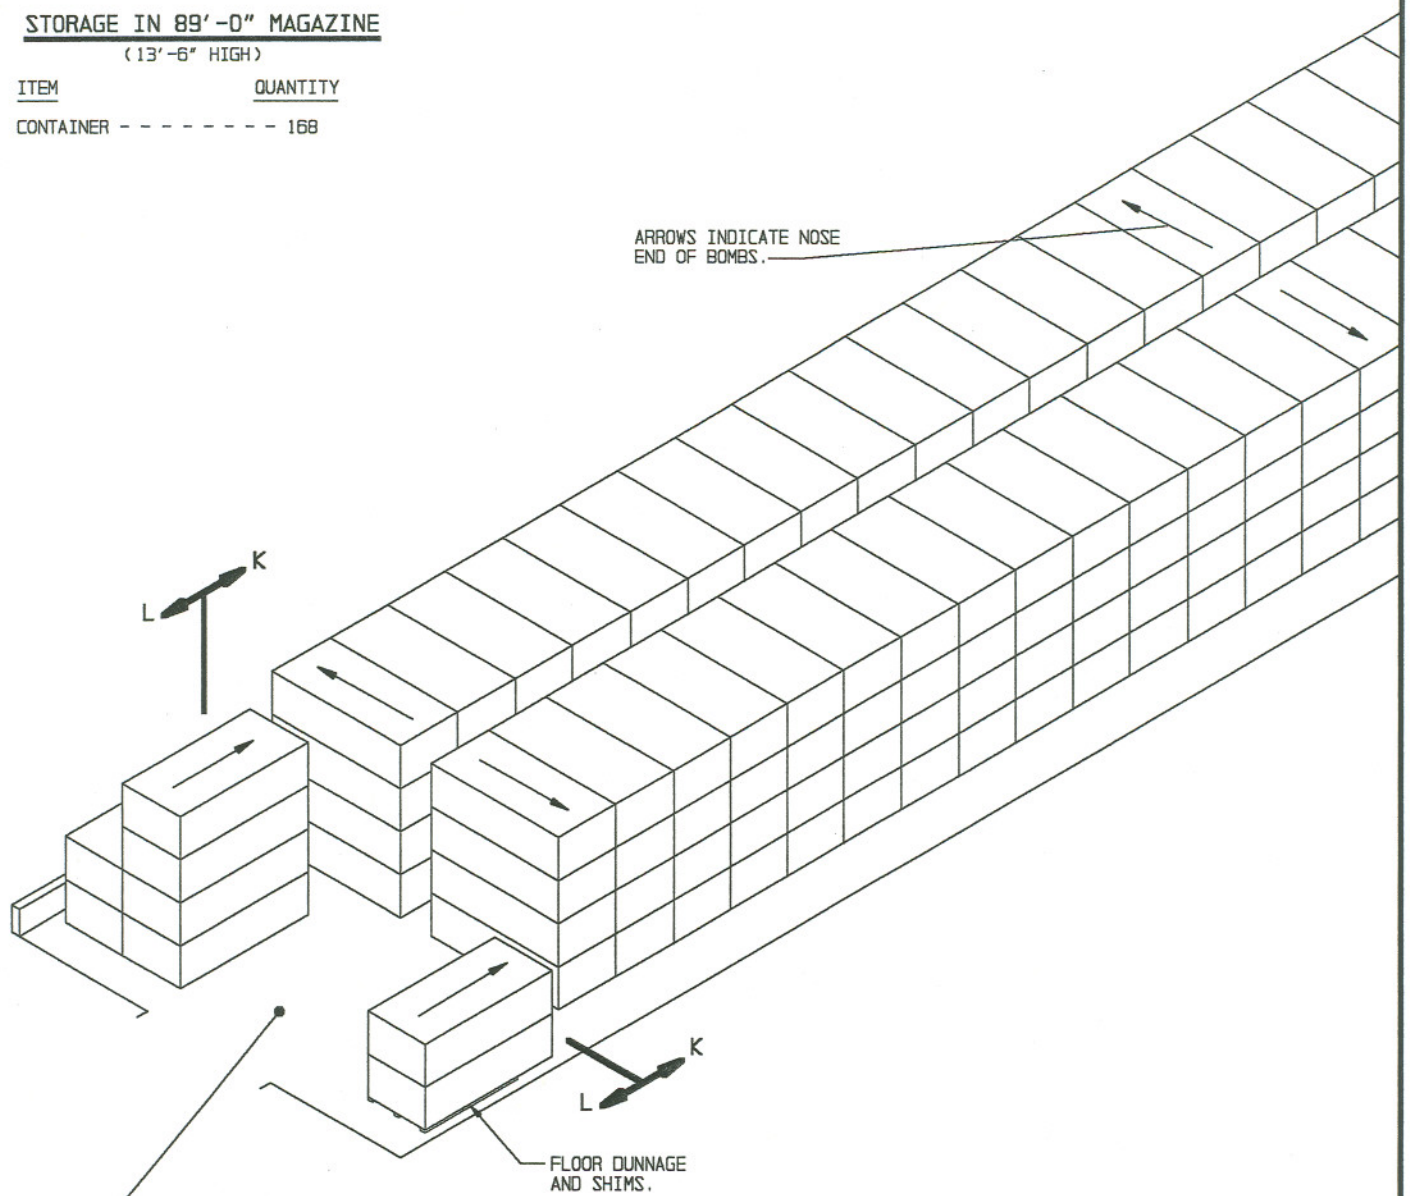 STORAGE IN 89'-0" MAGAZINE
(13'-6" HIGH)
ITEM QUANTITY
CONTAINER - - - - - - - - 168
ARROWS INDICATE NOSE
END OF BOMBS.
K
L
K
L
FLOOR DUNNAGE
AND SHIMS.